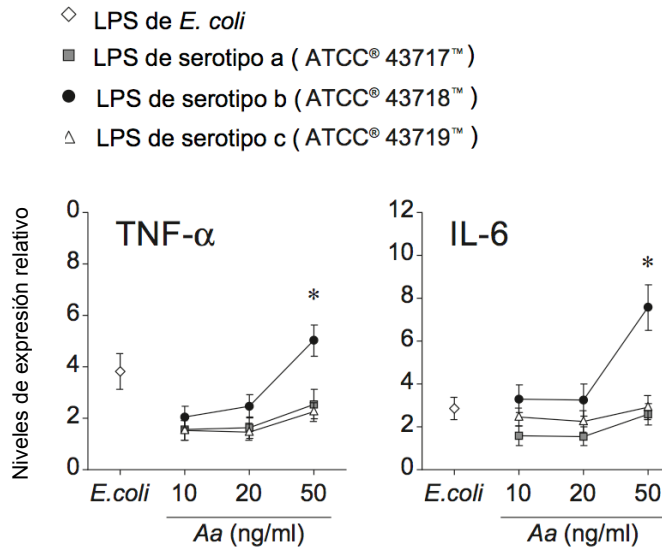 LPS de E. coli
LPS de serotipo a ( ATCC® 43717™ )
LPS de serotipo b ( ATCC® 43718™ )
LPS de serotipo c ( ATCC® 43719™ )
Niveles de expresión relativo
TNF-α
0
8
6
4
2
0
*
E.coli
10
20
50
Aa (ng/ml)
IL-6
12
10
8
6
4
2
0
*
E.coli
10
20
50
Aa (ng/ml)